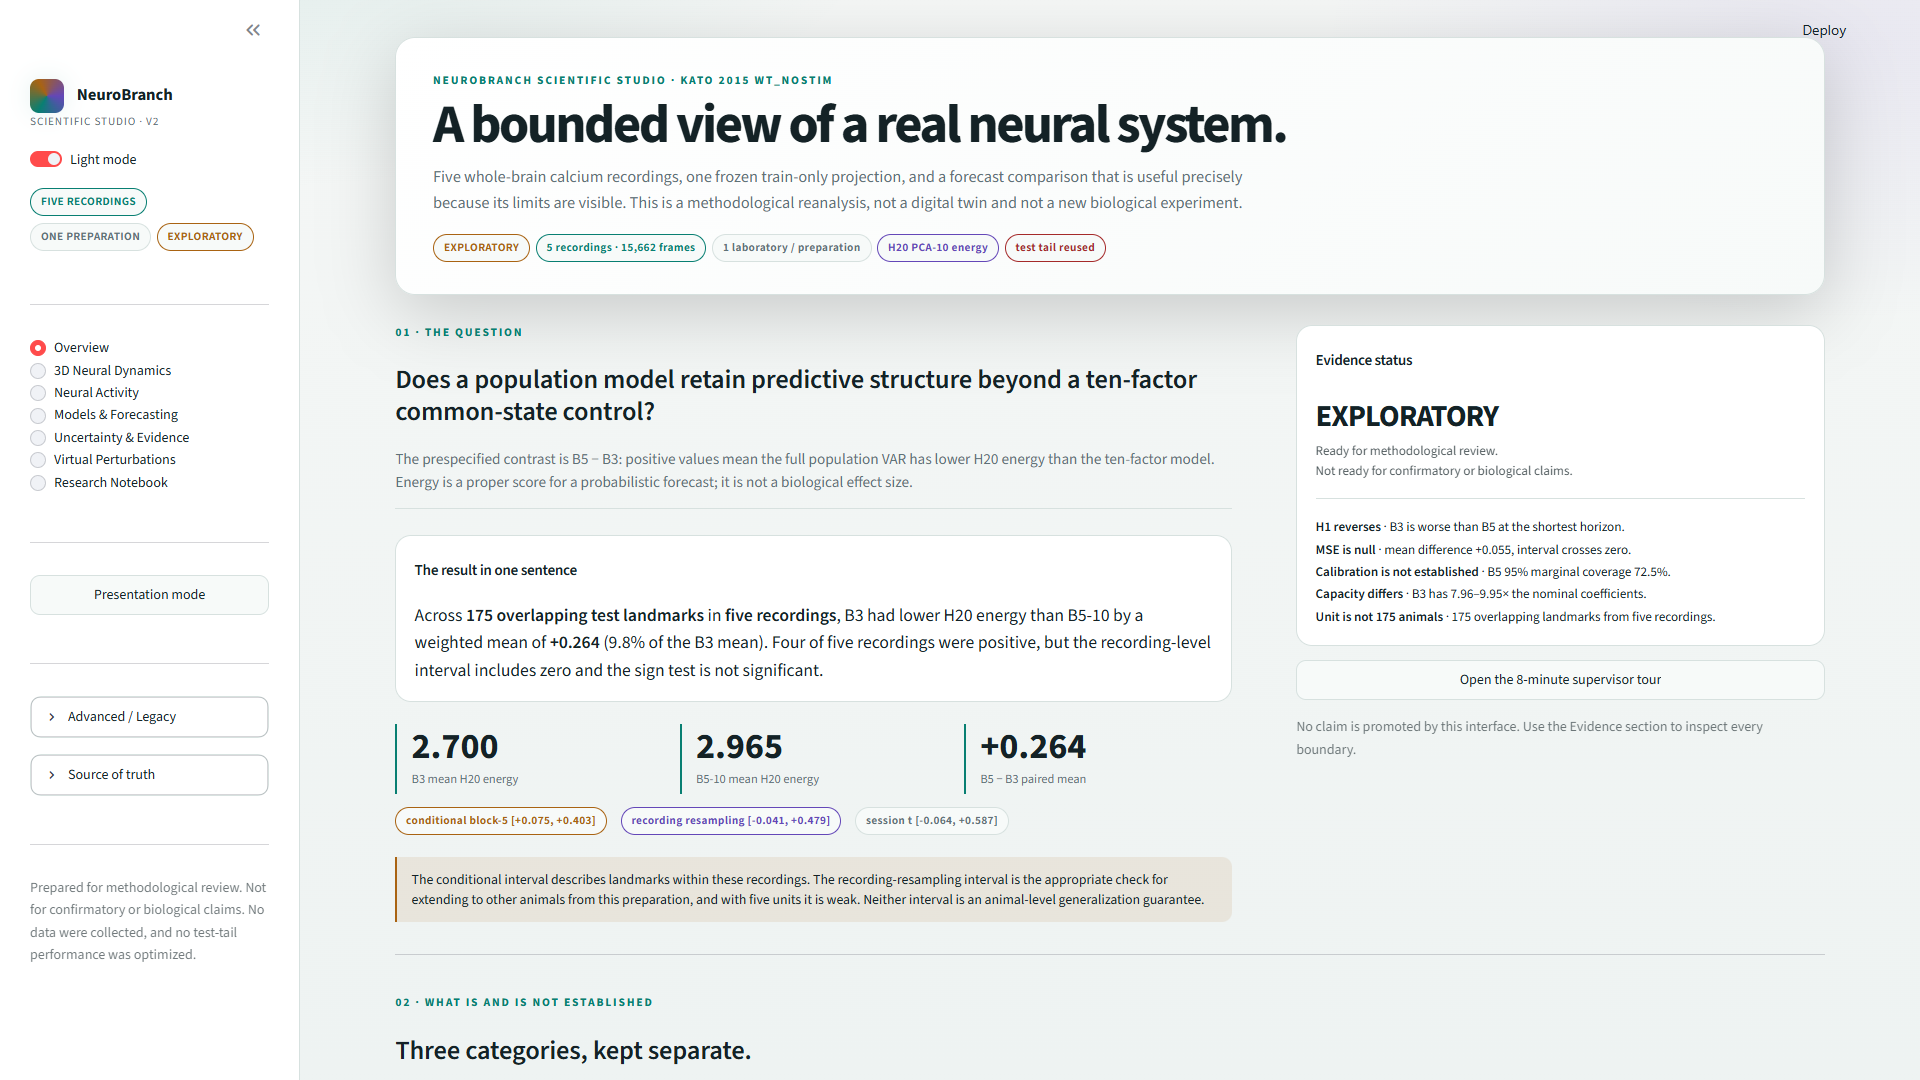 Deploy
NeuroBranch
SCIENTIFIC STUDIO · V2
Light mode
FIVE RECORDINGS
ONE PREPARATION
EXPLORATORY
Overview
3D Neural Dynamics
Neural Activity
Models & Forecasting
Uncertainty & Evidence
Virtual Perturbations
Research Notebook
Presentation mode
Advanced / Legacy
Source of truth
Prepared for methodological review. Not
for confirmatory or biological claims. No
data were collected, and no test-tail
performance was optimized.
NEUROBRANCH SCIENTIFIC STUDIO · KATO 2015 WT_NOSTIM
A bounded view of a real neural system.
Five whole-brain calcium recordings, one frozen train-only projection, and a forecast comparison that is useful precisely
because its limits are visible. This is a methodological reanalysis, not a digital twin and not a new biological experiment.
EXPLORATORY
5 recordings · 15,662 frames
1 laboratory / preparation
H20 PCA-10 energy
test tail reused
01 · THE QUESTION
Does a population model retain predictive structure beyond a ten-factor
common-state control?
The prespecified contrast is B5 − B3: positive values mean the full population VAR has lower H20 energy than the ten-factor model.
Energy is a proper score for a probabilistic forecast; it is not a biological effect size.
The result in one sentence
Across 175 overlapping test landmarks in five recordings, B3 had lower H20 energy than B5-10 by a
weighted mean of +0.264 (9.8% of the B3 mean). Four of five recordings were positive, but the recording-level
interval includes zero and the sign test is not significant.
2.700
B3 mean H20 energy
2.965
B5-10 mean H20 energy
+0.264
B5 − B3 paired mean
conditional block-5 [+0.075, +0.403]
recording resampling [-0.041, +0.479]
session t [-0.064, +0.587]
The conditional interval describes landmarks within these recordings. The recording-resampling interval is the appropriate check for
extending to other animals from this preparation, and with five units it is weak. Neither interval is an animal-level generalization guarantee.
Evidence status
EXPLORATORY
Ready for methodological review.
Not ready for confirmatory or biological claims.
H1 reverses · B3 is worse than B5 at the shortest horizon.
MSE is null · mean difference +0.055, interval crosses zero.
Calibration is not established · B5 95% marginal coverage 72.5%.
Capacity differs · B3 has 7.96–9.95× the nominal coefficients.
Unit is not 175 animals · 175 overlapping landmarks from five recordings.
Open the 8-minute supervisor tour
No claim is promoted by this interface. Use the Evidence section to inspect every
boundary.
02 · WHAT IS AND IS NOT ESTABLISHED
Three categories, kept separate.